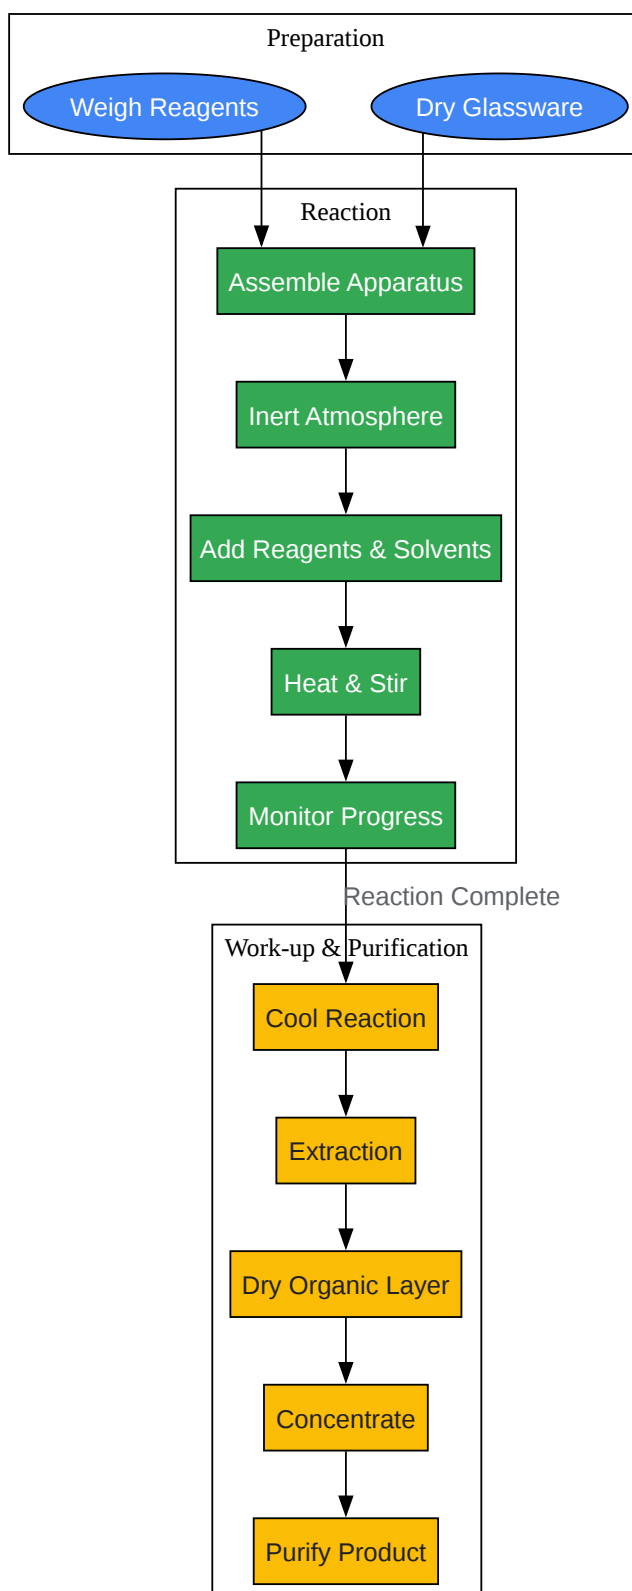 Preparation
Weigh Reagents
Dry Glassware
Reaction
Assemble Apparatus
Inert Atmosphere
Add Reagents & Solvents
Heat & Stir
Monitor Progress
Reaction Complete
Work-up & Purification
Cool Reaction
Extraction
Dry Organic Layer
Concentrate
Purify Product